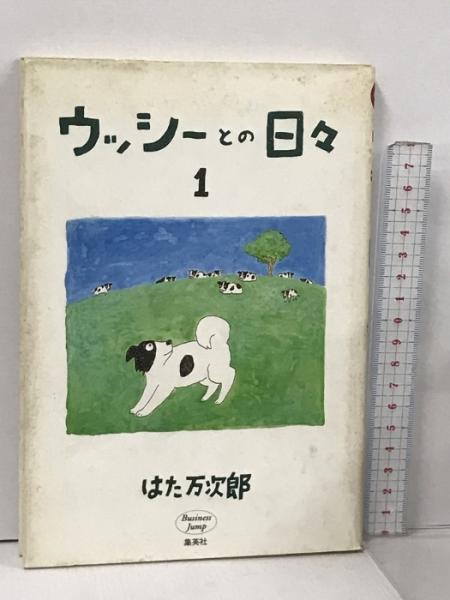 ウッシーとの日々
1
はた万次郎
Business
Jump
集英社